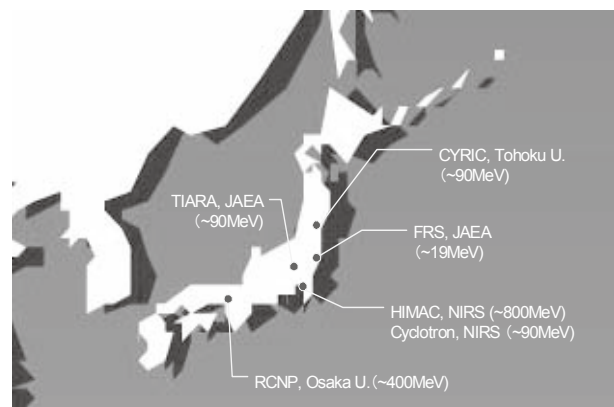 CYRIC, Tohoku U.
(~90MeV)
TIARA, JAEA
(~90MeV)
FRS, JAEA
(~19MeV)
HIMAC, NIRS (~800MeV)
Cyclotron, NIRS (~90MeV)
RCNP, Osaka U. (~400MeV)